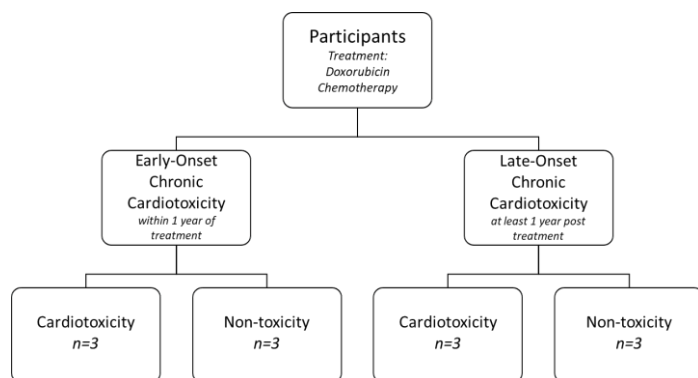 Participants
Treatment:
Doxorubicin
Chemotherapy
Early-Onset
Chronic
Cardiotoxicity
within 1 year of
treatment
Late-Onset
Chronic
Cardiotoxicity
at least 1 year post
treatment
Cardiotoxicity
n=3
Non-toxicity
n=3
Cardiotoxicity
n=3
Non-toxicity
n=3